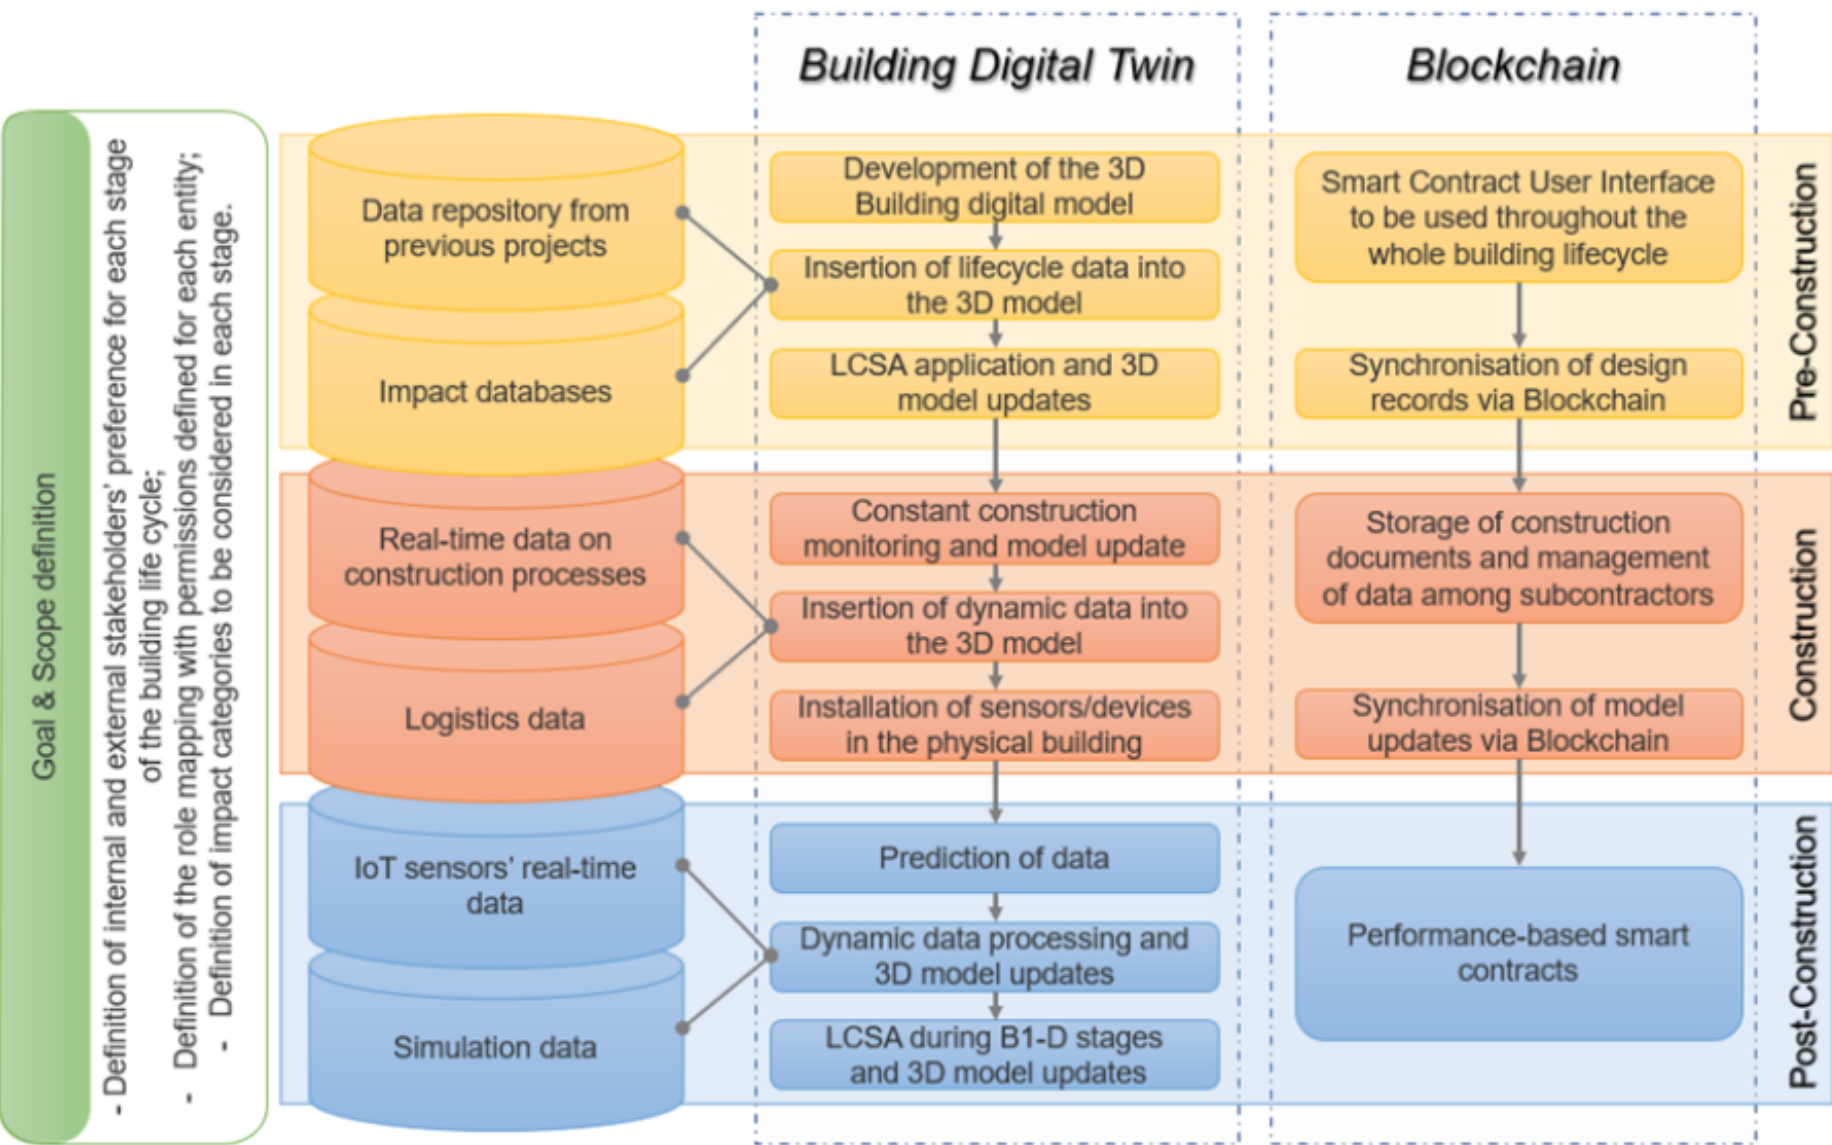 Goal & Scope definition
- Definition of internal and external stakeholders' preference for each stage
of the building life cycle;
- Definition of the role mapping with permissions defined for each entity;
- Definition of impact categories to be considered in each stage.
Building Digital Twin
Blockchain
Data repository from
previous projects
Impact databases
Development of the 3D
Building digital model
Insertion of lifecycle data into
the 3D model
LCSA application and 3D
model updates
Smart Contract User Interface
to be used throughout the
whole building lifecycle
Synchronisation of design
records via Blockchain
Pre-Construction
Real-time data on
construction processes
Logistics data
Constant construction
monitoring and model update
Insertion of dynamic data into
the 3D model
Installation of sensors/devices
in the physical building
Storage of construction
documents and management
of data among subcontractors
Synchronisation of model
updates via Blockchain
Construction
IoT sensors' real-time
data
Simulation data
Prediction of data
Dynamic data processing and
3D model updates
LCSA during B1-D stages
and 3D model updates
Performance-based smart
contracts
Post-Construction